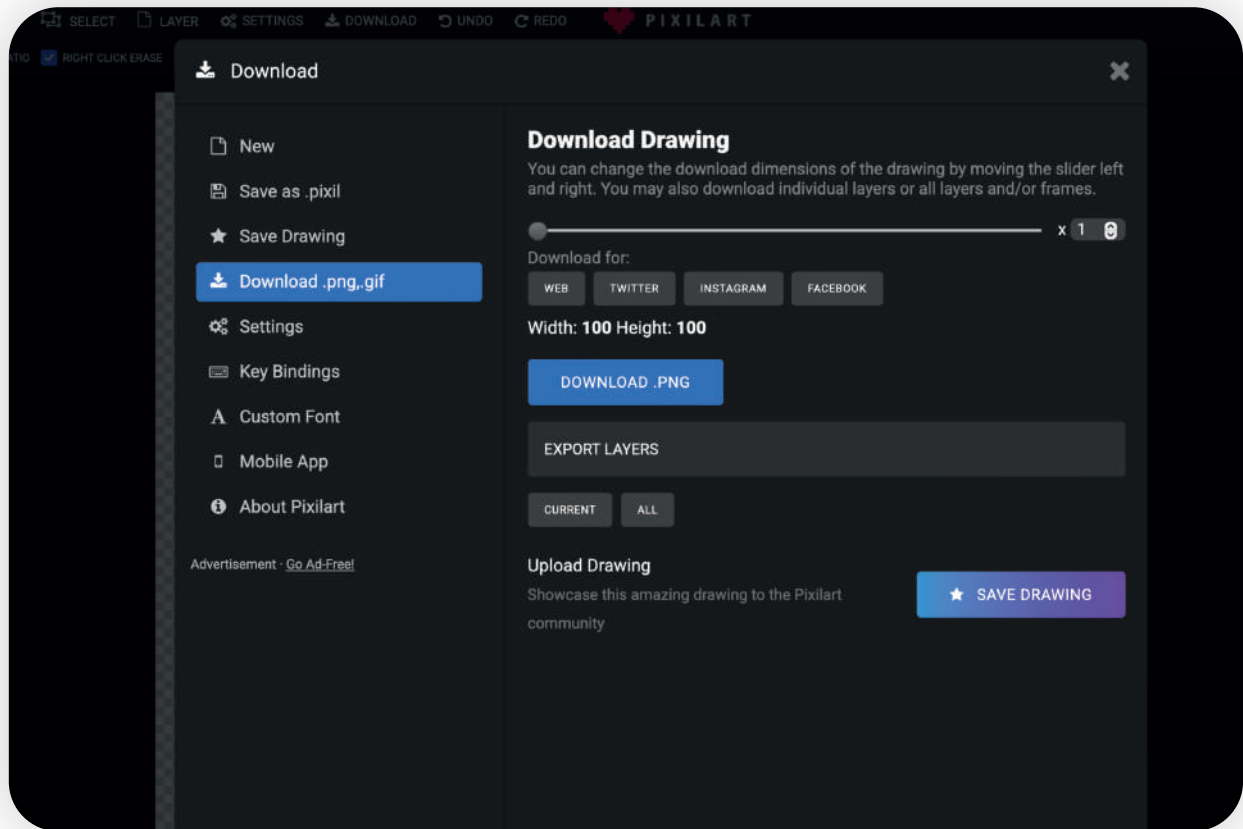 SELECT LAYER SETTINGS DOWNLOAD UNDO REDO PIXILART
RIGHT CLICK ERASE
Download
New
Save as .pixil
Save Drawing
Download .png,.gif
Settings
Key Bindings
Custom Font
Mobile App
About Pixilart
Advertisement · Go Ad-Free!
Download Drawing
You can change the download dimensions of the drawing by moving the slider left
and right. You may also download individual layers or all layers and/or frames.
x 1
Download for:
WEB TWITTER INSTAGRAM FACEBOOK
Width: 100 Height: 100
DOWNLOAD .PNG
EXPORT LAYERS
CURRENT ALL
Upload Drawing
Showcase this amazing drawing to the Pixilart
community
SAVE DRAWING